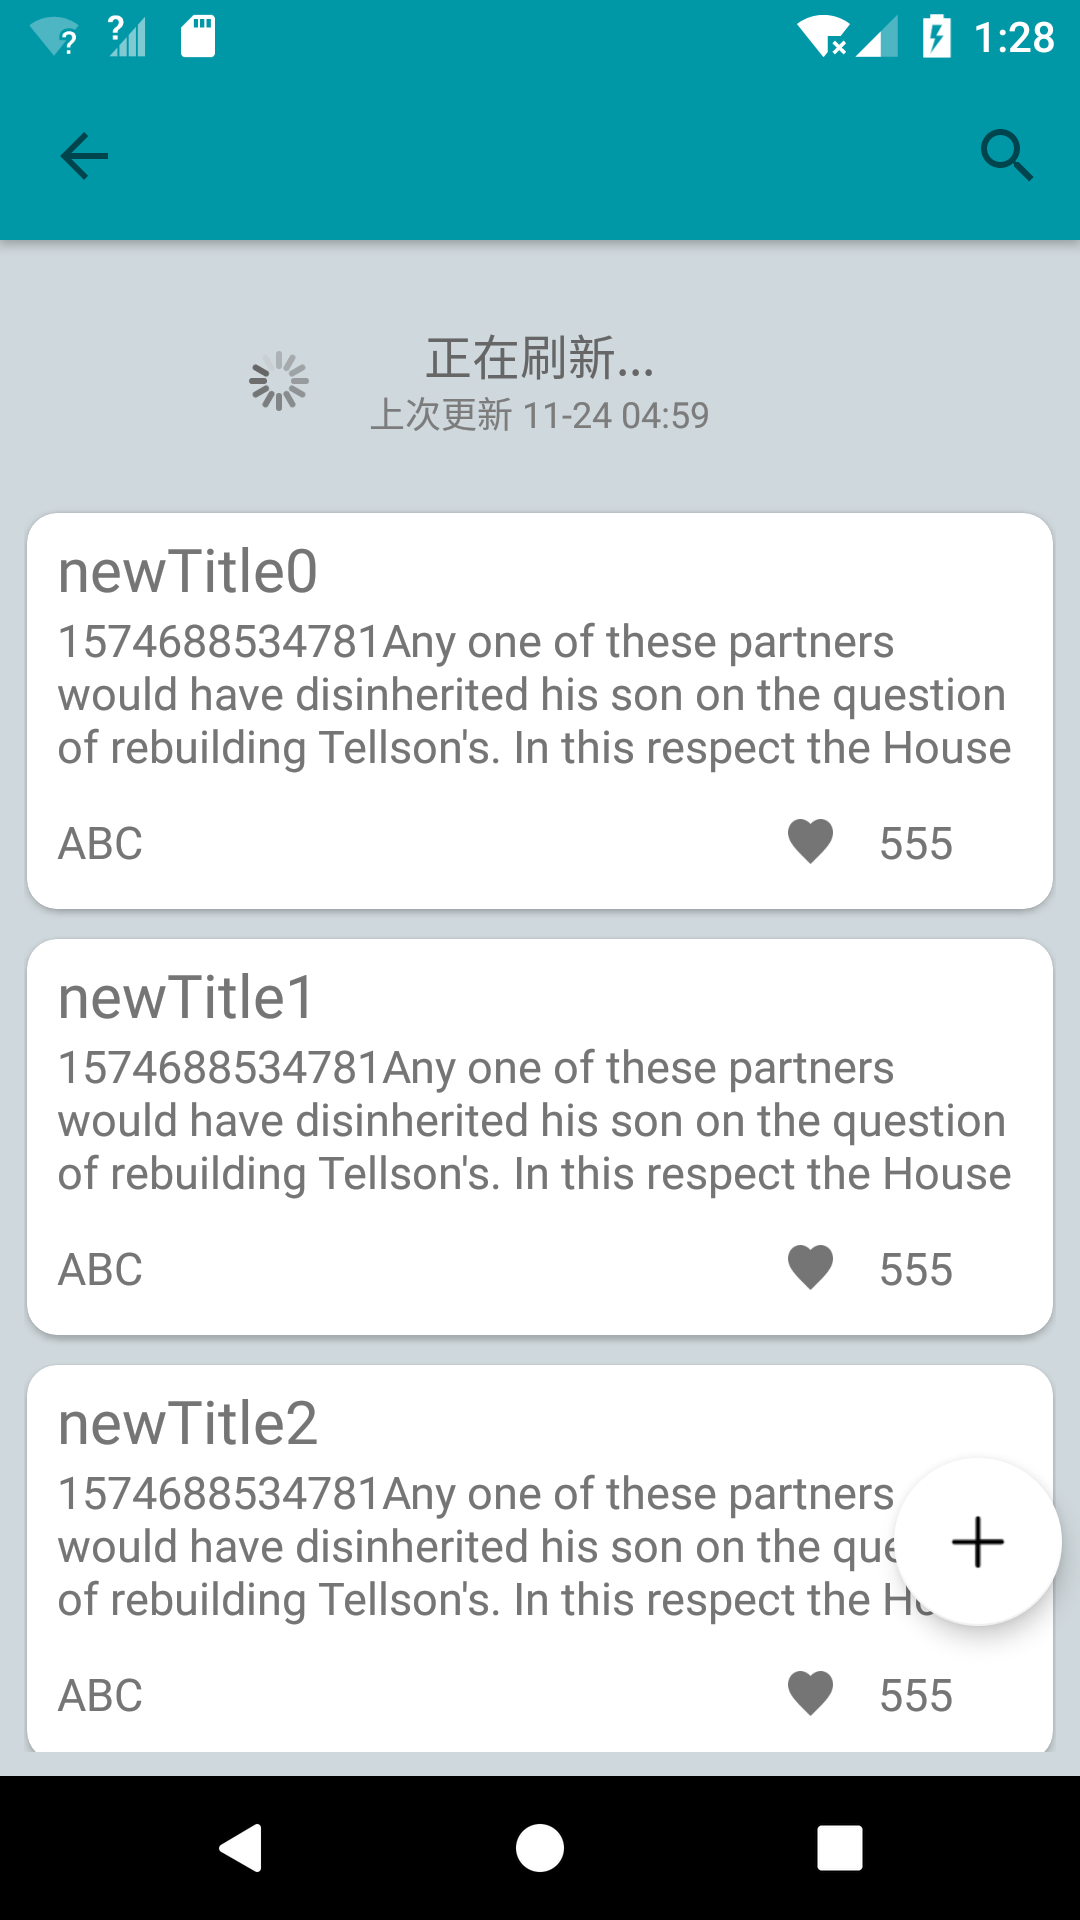 1:28
正在刷新...
上次更新 11-24 04:59
newTitle0
1574688534781Any one of these partners
would have disinherited his son on the question
of rebuilding Tellson's. In this respect the House
ABC 555
newTitle1
1574688534781Any one of these partners
would have disinherited his son on the question
of rebuilding Tellson's. In this respect the House
ABC 555
newTitle2
1574688534781Any one of these partners
would have disinherited his son on the
of rebuilding Tellson's. In this respect the
ABC 555